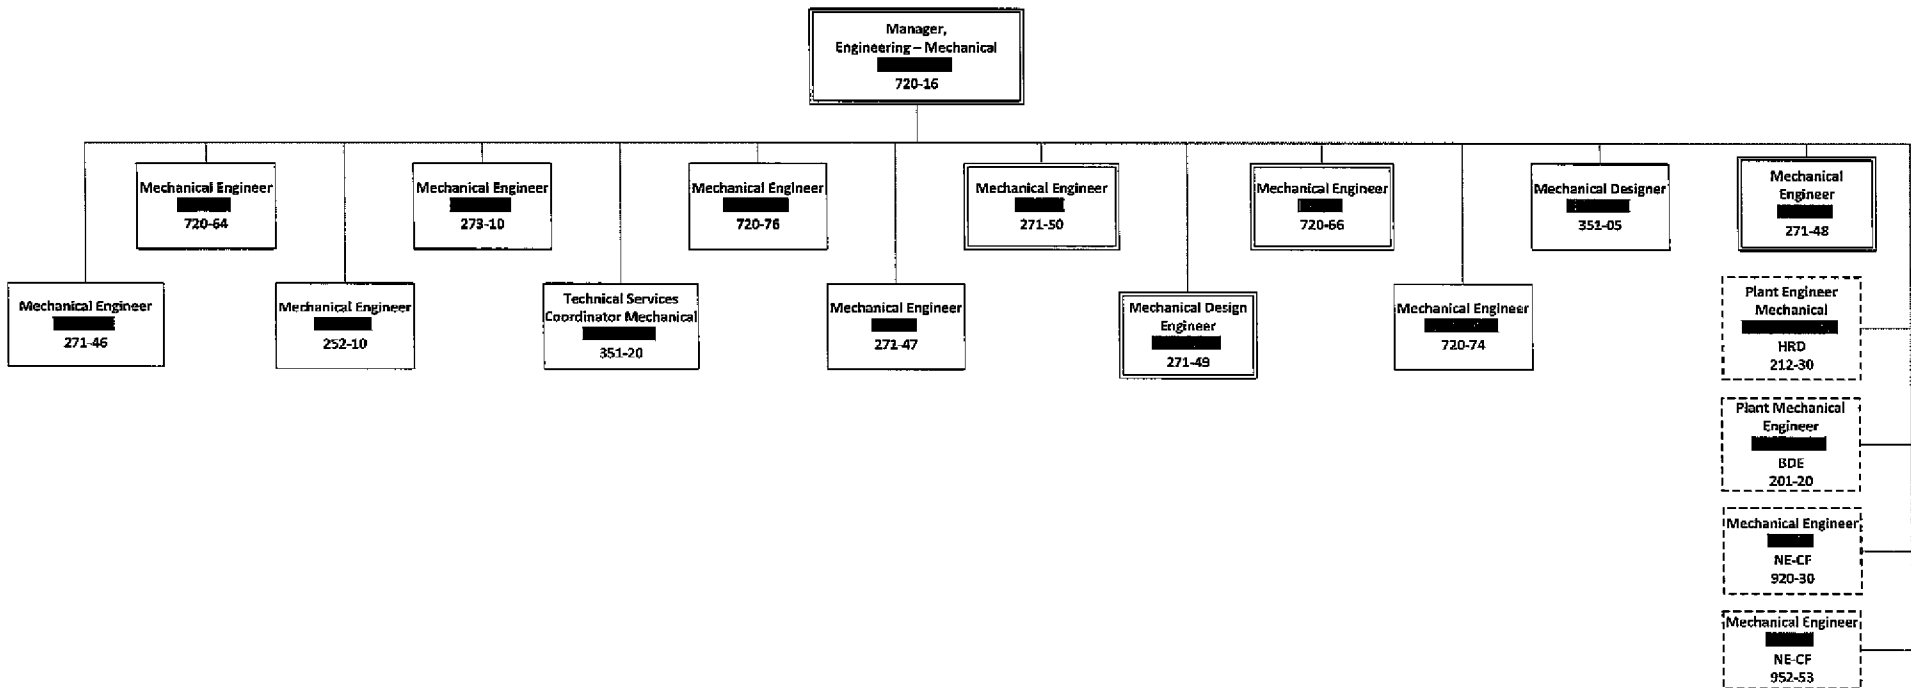 Manager,
Engineering – Mechanical
720-16
Mechanical Engineer
720-64
Mechanical Engineer
273-10
Mechanical Engineer
720-76
Mechanical Engineer
271-50
Mechanical Engineer
720-66
Mechanical Designer
351-05
Mechanical
Engineer
271-48
Mechanical Engineer
271-46
Mechanical Engineer
252-10
Technical Services
Coordinator Mechanical
351-20
Mechanical Engineer
271-47
Mechanical Design
Engineer
271-49
Mechanical Engineer
720-74
Plant Engineer
Mechanical
HRD
212-30
Plant Mechanical
Engineer
BDE
201-20
Mechanical Engineer
NE-CF
920-30
Mechanical Engineer
NE-CF
952-53